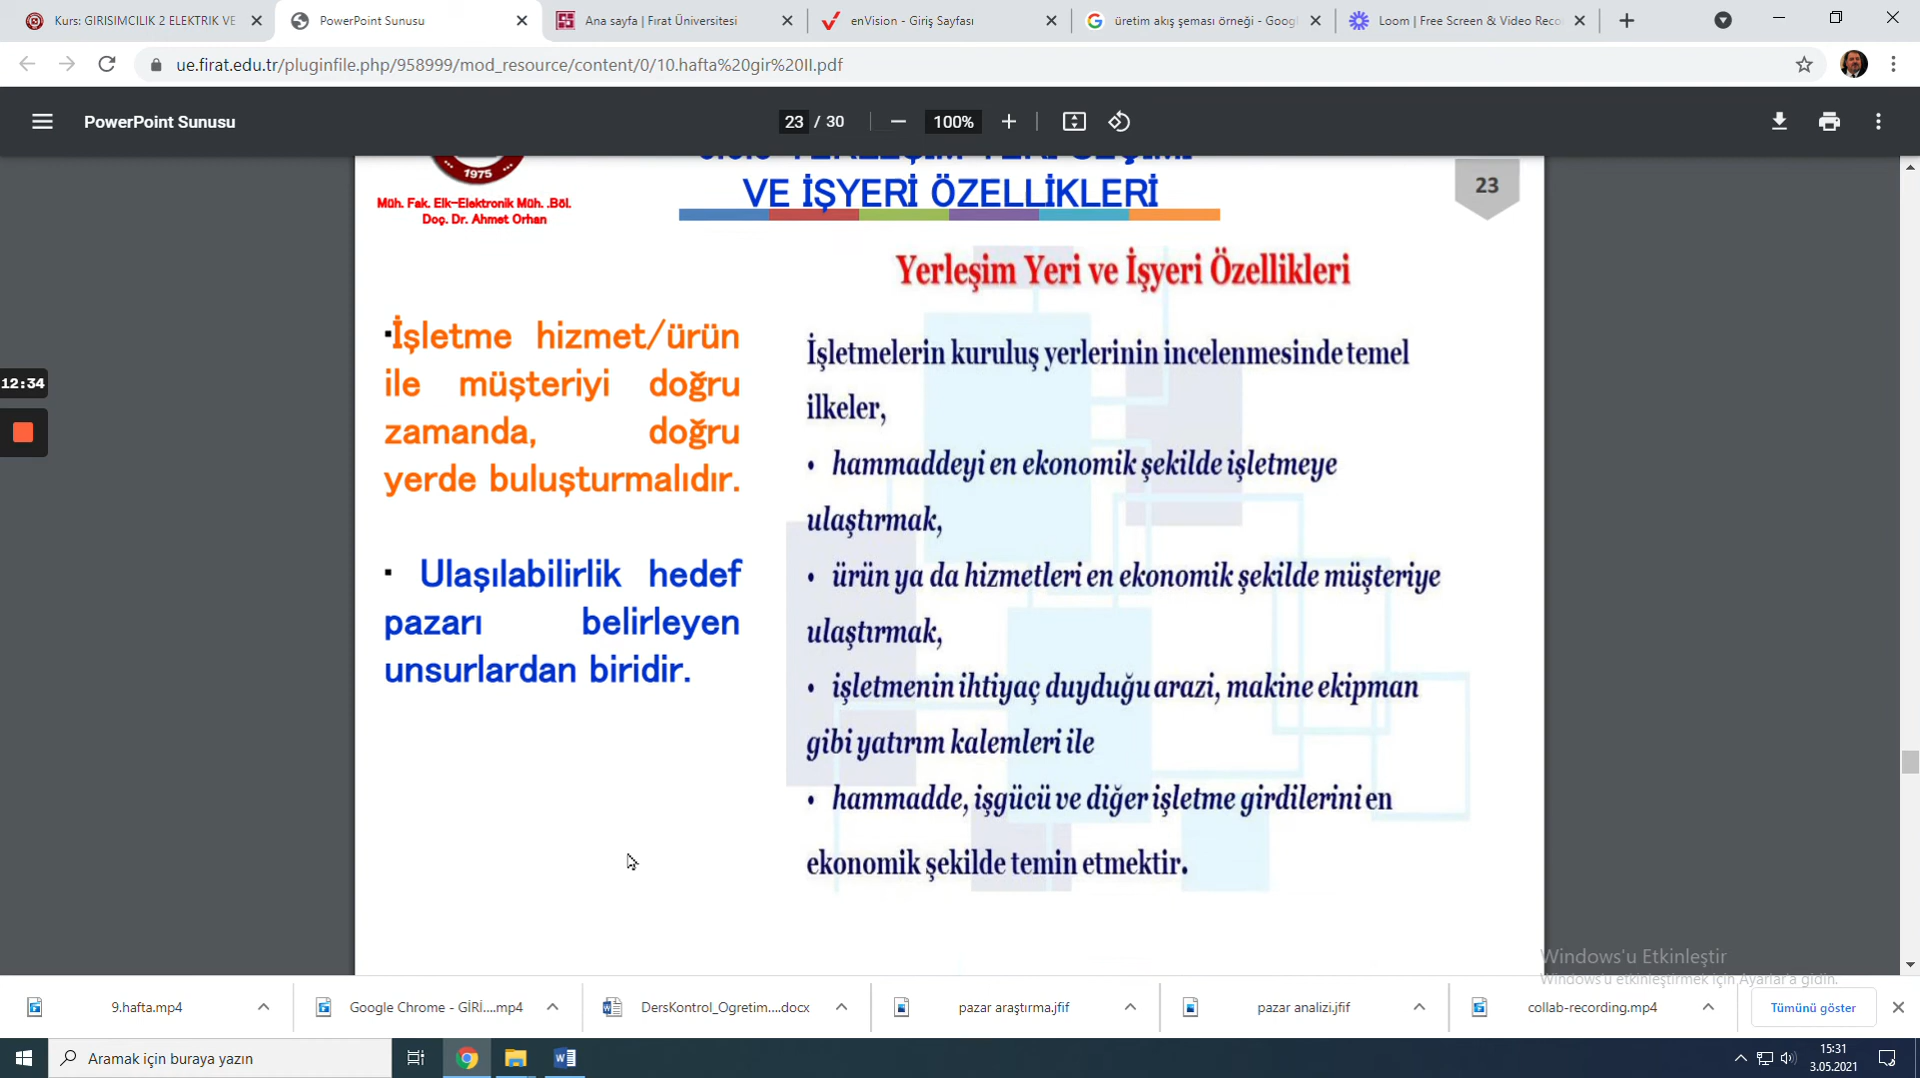 Kurs: GIRISIMCILIK 2 ELEKTRIK VE
PowerPoint Sunusu
Ana sayfa | Fırat Üniversitesi
enVision - Giriş Sayfası
üretim akış şeması örneği - Googl
Loom | Free Screen & Video Reco
ue.firat.edu.tr/pluginfile.php/958999/mod_resource/content/0/10.hafta%20gir%20II.pdf
PowerPoint Sunusu
23 / 30
100%
1975
Müh. Fak. Elk-Elektronik Müh. .Böl.
Doç. Dr. Ahmet Orhan
VE İŞYERİ ÖZELLİKLERİ
23
Yerleşim Yeri ve İşyeri Özellikleri
▪İşletme hizmet/ürün
ile müşteriyi doğru
zamanda, doğru
yerde buluşturmalıdır.
▪ Ulaşılabilirlik hedef
pazarı belirleyen
unsurlardan biridir.
İşletmelerin kuruluş yerlerinin incelenmesinde temel
ilkeler,
• hammaddeyi en ekonomik şekilde işletmeye
ulaştırmak,
• ürün ya da hizmetleri en ekonomik şekilde müşteriye
ulaştırmak,
• işletmenin ihtiyaç duyduğu arazi, makine ekipman
gibi yatırım kalemleri ile
• hammadde, işgücü ve diğer işletme girdilerini en
ekonomik şekilde temin etmektir.
12:34
Windows'u Etkinleştir
Windows'u etkinleştirmek için Ayarlar'a gidin.
9.hafta.mp4
Google Chrome - GİRİ....mp4
DersKontrol_Ogretim....docx
pazar araştırma.jfif
pazar analizi.jfif
collab-recording.mp4
Tümünü göster
Aramak için buraya yazın
15:31
3.05.2021